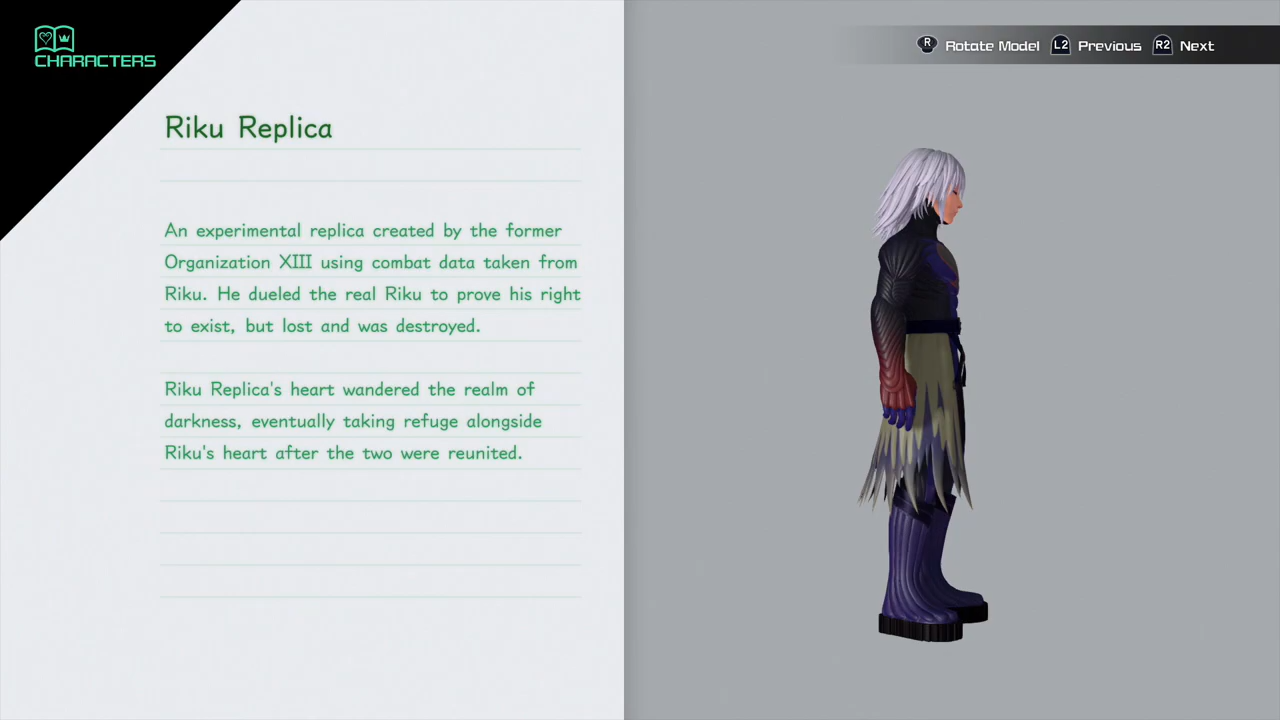 CHARACTERS
R Rotate Model L2 Previous R2 Next
Riku Replica
An experimental replica created by the former
Organization XIII using combat data taken from
Riku. He dueled the real Riku to prove his right
to exist, but lost and was destroyed.
Riku Replica's heart wandered the realm of
darkness, eventually taking refuge alongside
Riku's heart after the two were reunited.